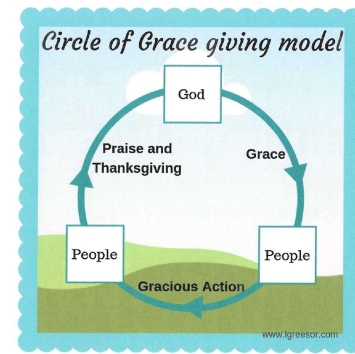 Circle of Grace giving model
God
Praise and
Thanksgiving
Grace
People
People
Gracious Action
www.lgreesor.com